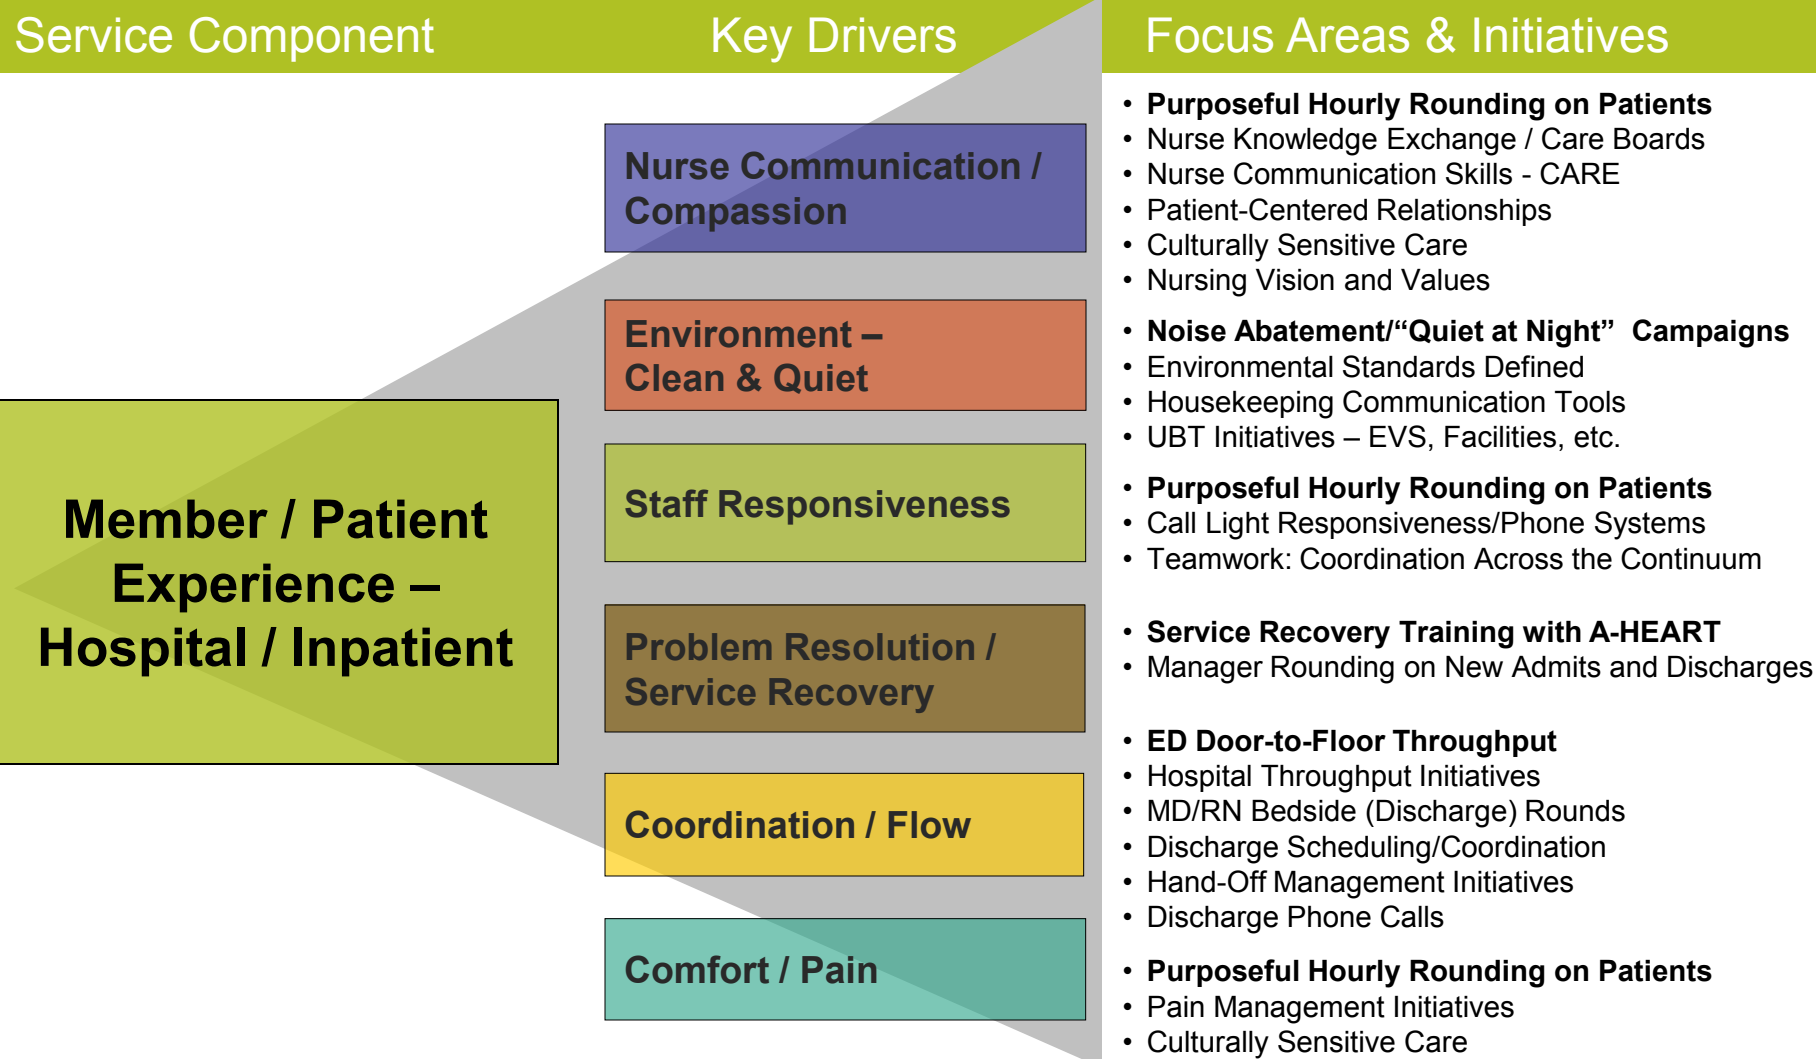 Service Component
Key Drivers
Focus Areas & Initiatives
Member / Patient
Experience –
Hospital / Inpatient
Nurse Communication /
Compassion
• Purposeful Hourly Rounding on Patients
• Nurse Knowledge Exchange / Care Boards
• Nurse Communication Skills - CARE
• Patient-Centered Relationships
• Culturally Sensitive Care
• Nursing Vision and Values
Environment –
Clean & Quiet
• Noise Abatement/“Quiet at Night”  Campaigns
• Environmental Standards Defined
• Housekeeping Communication Tools
• UBT Initiatives – EVS, Facilities, etc.
Staff Responsiveness
• Purposeful Hourly Rounding on Patients
• Call Light Responsiveness/Phone Systems
• Teamwork: Coordination Across the Continuum
Problem Resolution /
Service Recovery
• Service Recovery Training with A-HEART
• Manager Rounding on New Admits and Discharges
Coordination / Flow
• ED Door-to-Floor Throughput
• Hospital Throughput Initiatives
• MD/RN Bedside (Discharge) Rounds
• Discharge Scheduling/Coordination
• Hand-Off Management Initiatives
• Discharge Phone Calls
Comfort / Pain
• Purposeful Hourly Rounding on Patients
• Pain Management Initiatives
• Culturally Sensitive Care